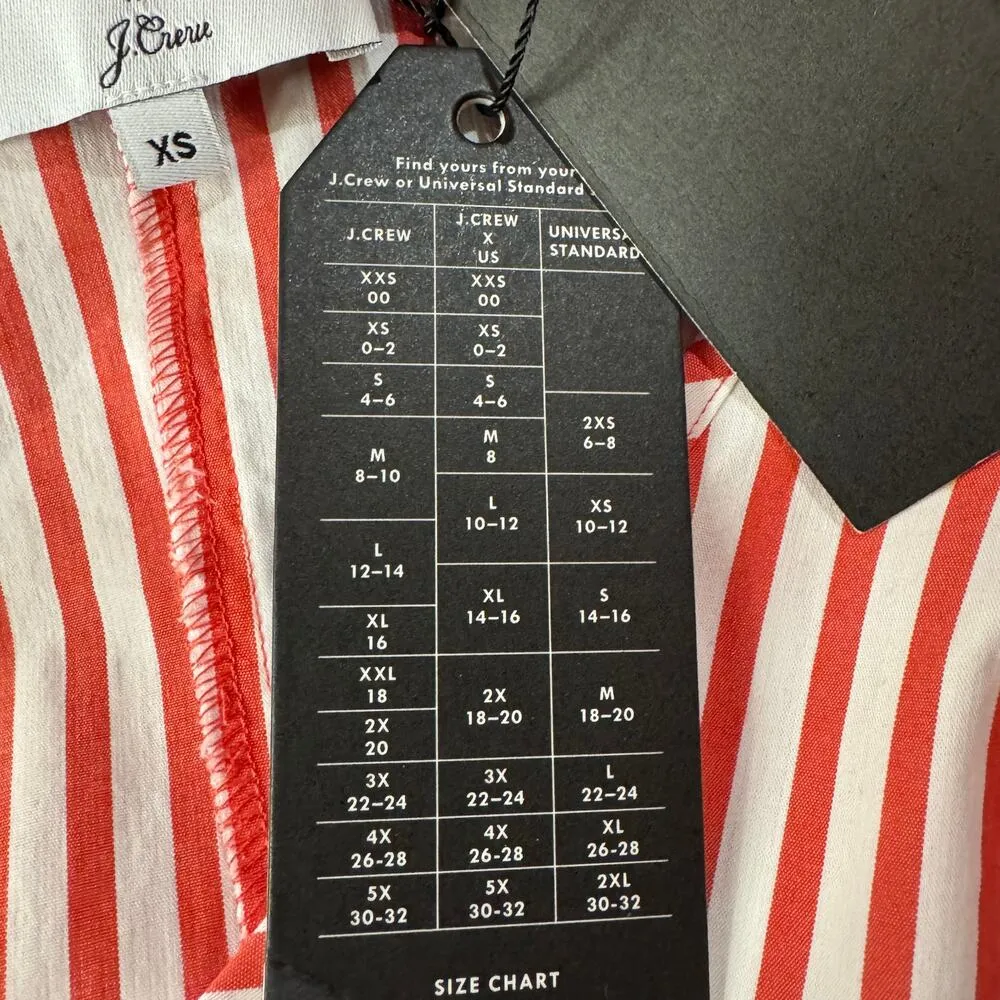 J.Crew
XS
Find yours from your
J.Crew or Universal Standard
J.CREW
J.CREW
X
US
STANDARD
XXS
00
XXS
00
XS
0–2
XS
0–2
S
4–6
S
4–6
2XS
6–8
M
8–10
M
8
L
10–12
XS
10–12
L
12–14
XL
14–16
S
14–16
XL
16
XXL
18
2X
18–20
M
18–20
2X
20
3X
22–24
3X
22–24
L
22–24
4X
26-28
4X
26-28
XL
26-28
5X
30-32
5X
30-32
2XL
30-32
SIZE CHART